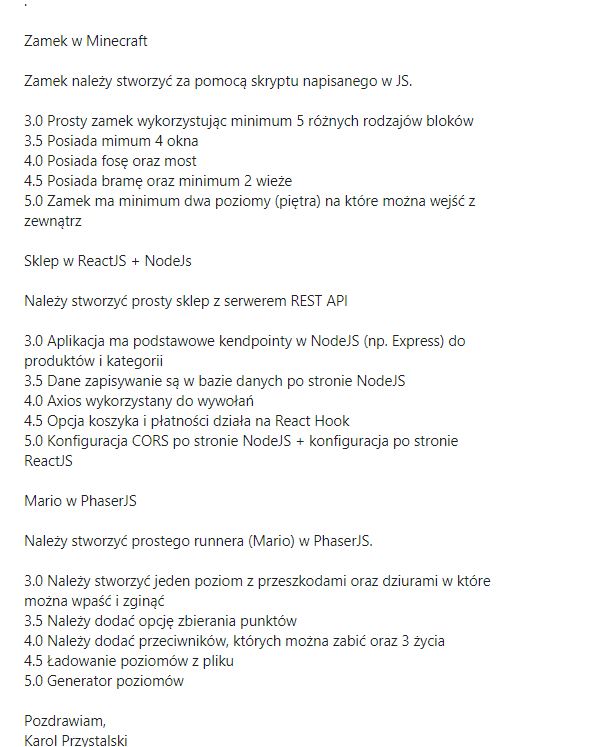 .
Zamek w Minecraft
Zamek należy stworzyć za pomocą skryptu napisanego w JS.
3.0 Prosty zamek wykorzystując minimum 5 różnych rodzajów bloków
3.5 Posiada mimum 4 okna
4.0 Posiada fosę oraz most
4.5 Posiada bramę oraz minimum 2 wieże
5.0 Zamek ma minimum dwa poziomy (piętra) na które można wejść z
zewnątrz
Sklep w ReactJS + NodeJs
Należy stworzyć prosty sklep z serwerem REST API
3.0 Aplikacja ma podstawowe kendpointy w NodeJS (np. Express) do
produktów i kategorii
3.5 Dane zapisywanie są w bazie danych po stronie NodeJS
4.0 Axios wykorzystany do wywołań
4.5 Opcja koszyka i płatności działa na React Hook
5.0 Konfiguracja CORS po stronie NodeJS + konfiguracja po stronie
ReactJS
Mario w PhaserJS
Należy stworzyć prostego runnera (Mario) w PhaserJS.
3.0 Należy stworzyć jeden poziom z przeszkodami oraz dziurami w które
można wpaść i zginąć
3.5 Należy dodać opcję zbierania punktów
4.0 Należy dodać przeciwników, których można zabić oraz 3 życia
4.5 Ładowanie poziomów z pliku
5.0 Generator poziomów
Pozdrawiam,
Karol Przystalski